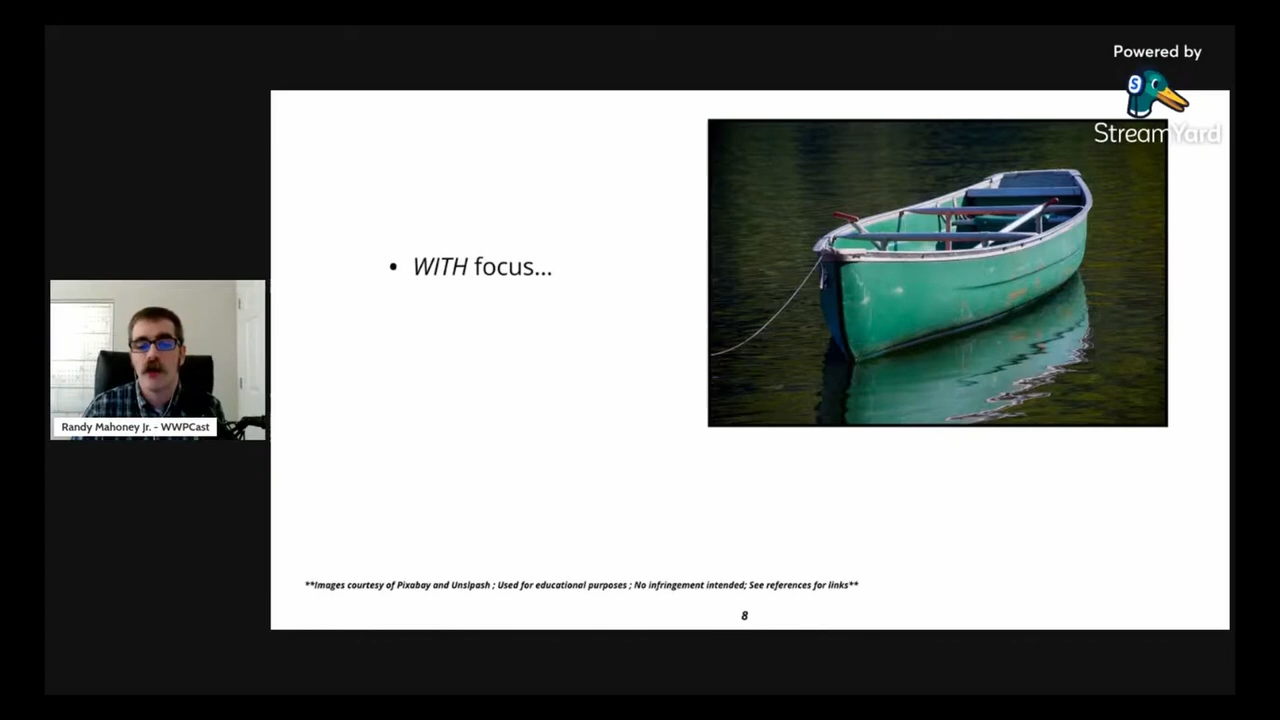 Powered by
S
StreamYard
• WITH focus...
Randy Mahoney Jr. - WWPCast
**Images courtesy of Pixabay and Unslpash ; Used for educational purposes ; No infringement intended; See references for links**
8